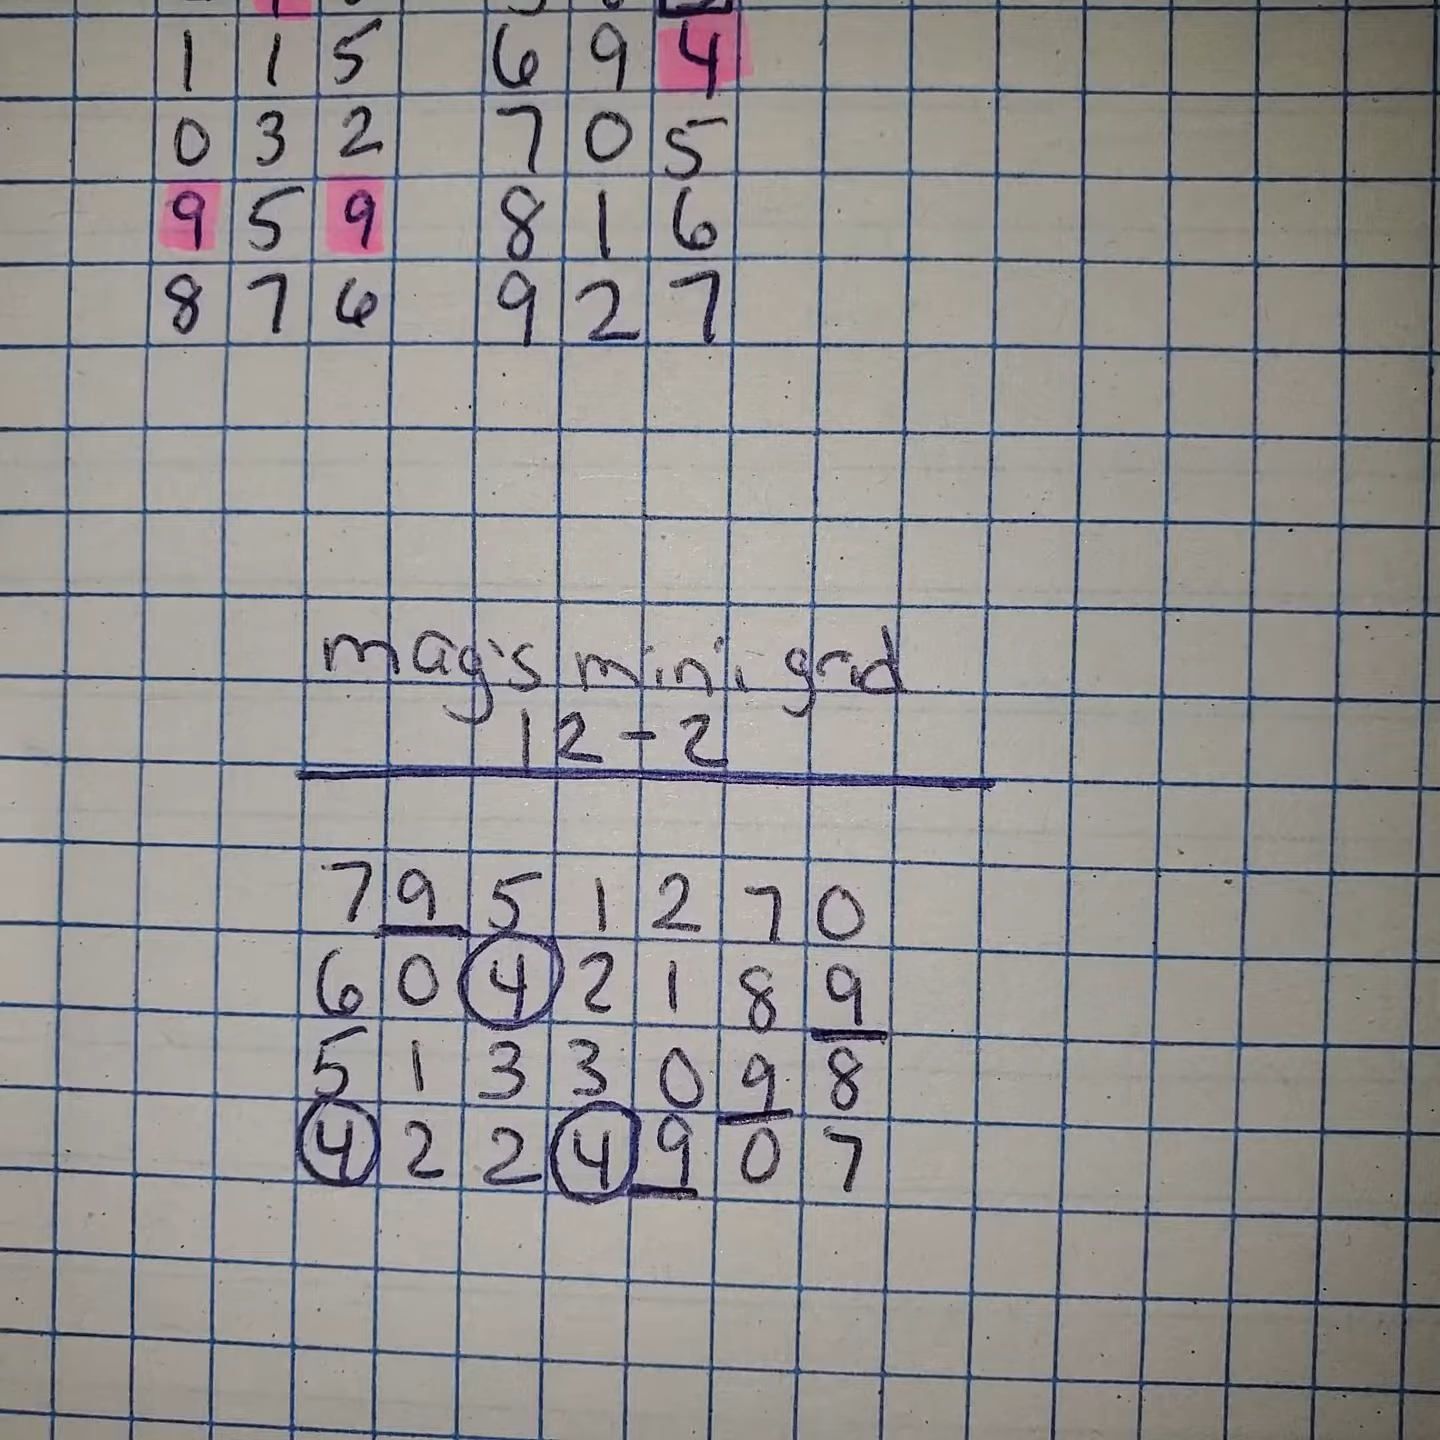 1 1 5 6 9 4
0 3 2 7 0 5
9 5 9 8 1 6
8 7 6 9 2 7
mag's mini grid
12-2
7 9 5 1 2 7 0
6 0 4 2 1 8 9
5 1 3 3 0 9 8
4 2 2 4 9 0 7